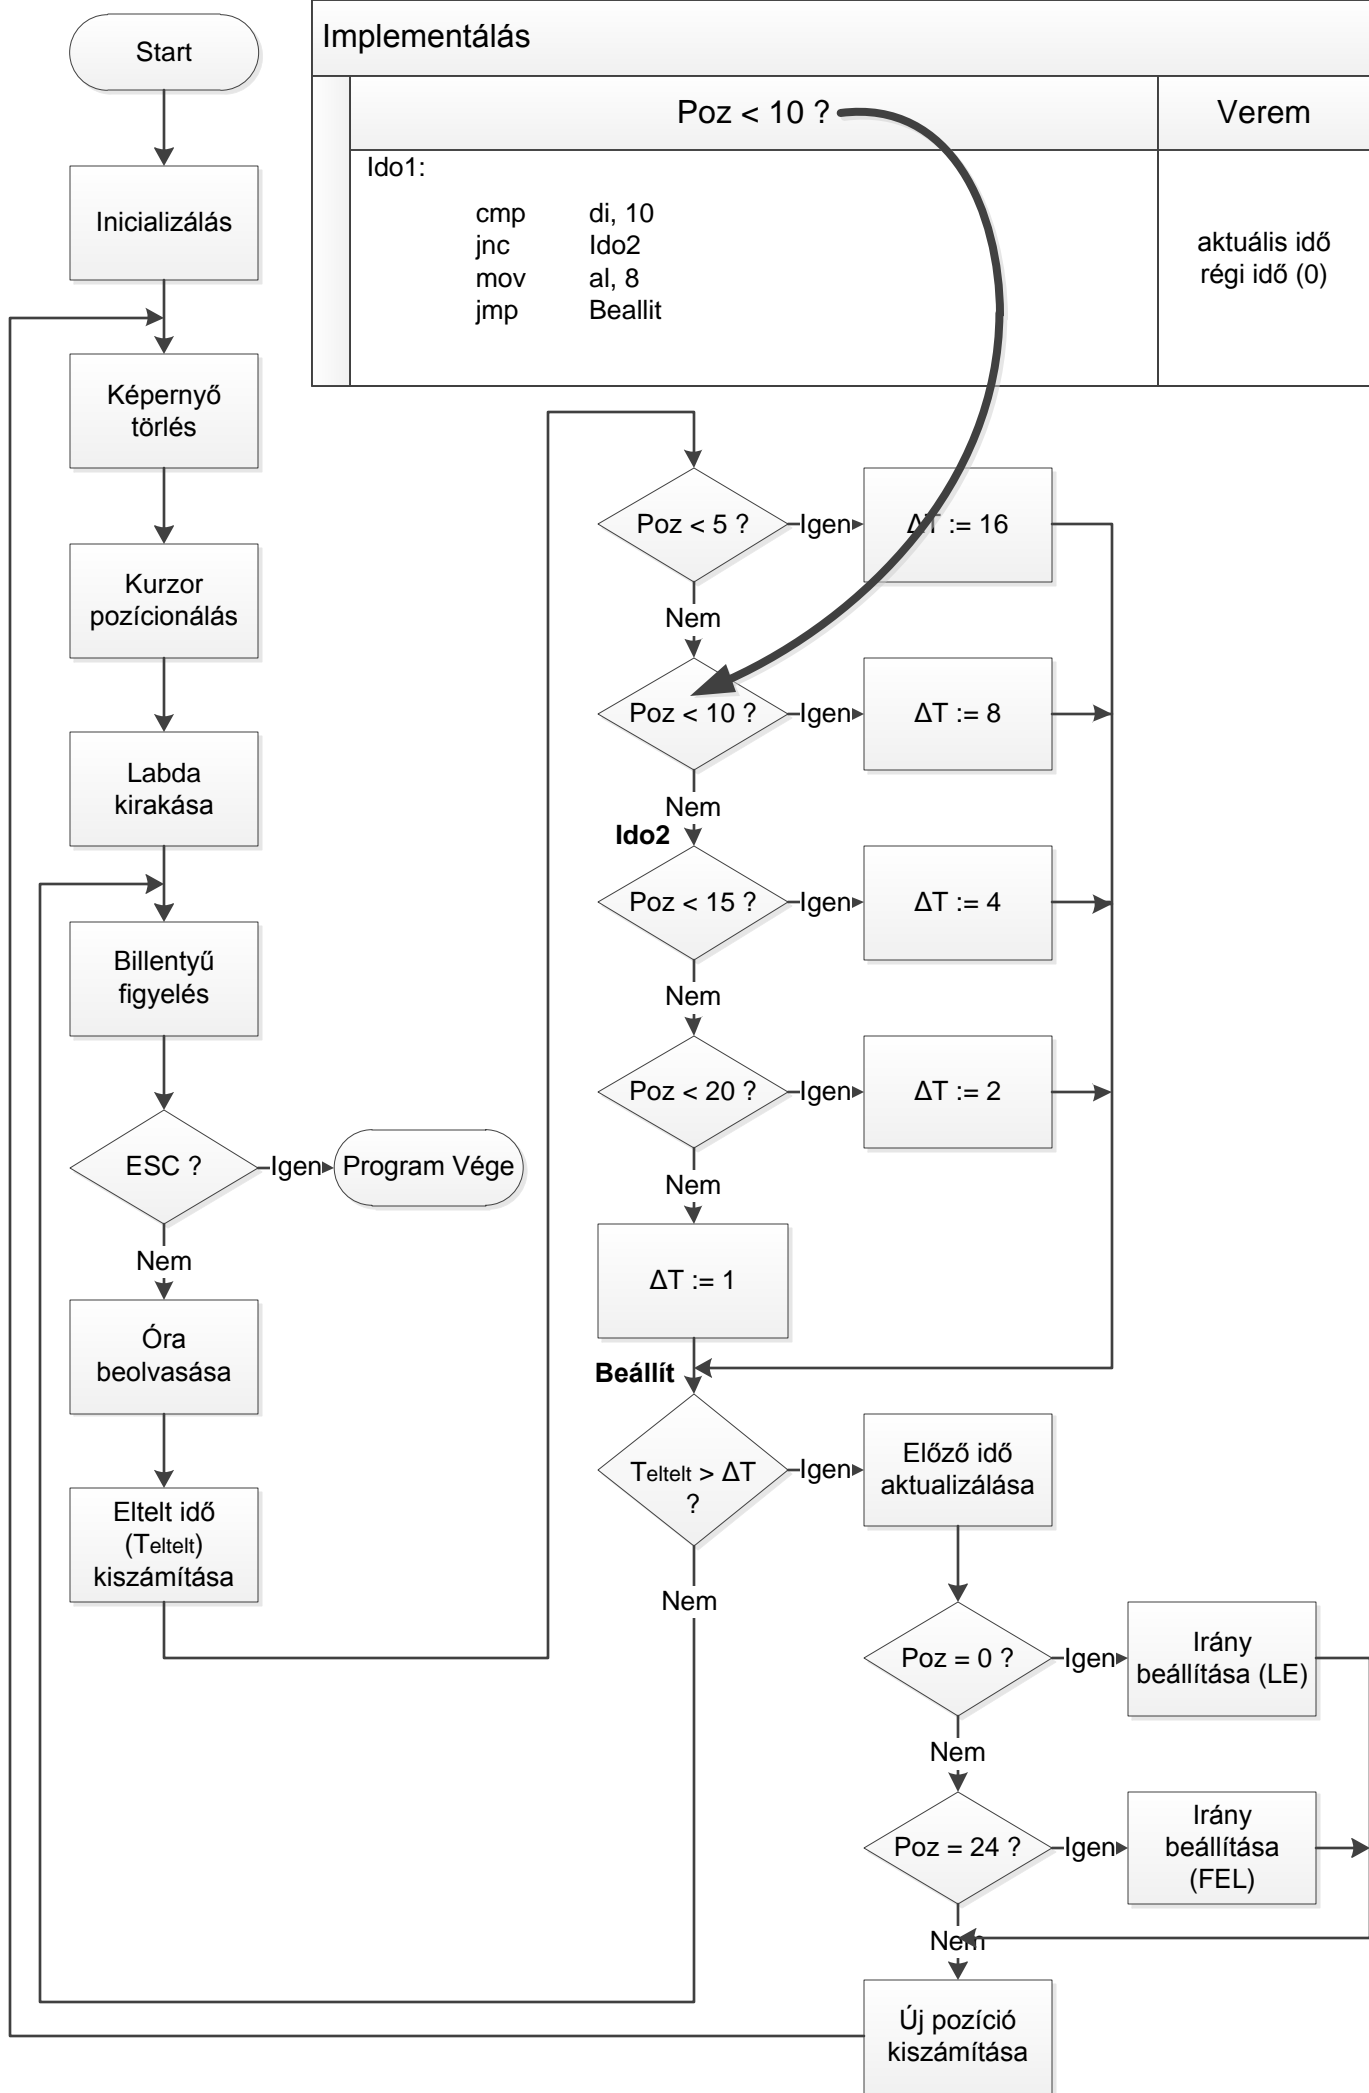 Start
Inicializálás
Képernyő
törlés
Kurzor
pozícionálás
Labda
kirakása
Billentyű
figyelés
ESC ?
Igen
Program Vége
Nem
Óra
beolvasása
Eltelt idő
(Teltelt)
kiszámítása
Implementálás
Poz < 10 ?
Verem
Ido1:
cmp di, 10
jnc Ido2
mov al, 8
jmp Beallit
aktuális idő
régi idő (0)
Poz < 5 ?
Igen
ΔT := 16
Nem
Poz < 10 ?
Igen
ΔT := 8
Nem
Ido2
Poz < 15 ?
Igen
ΔT := 4
Nem
Poz < 20 ?
Igen
ΔT := 2
Nem
ΔT := 1
Beállít
Teltelt > ΔT
?
Igen
Előző idő
aktualizálása
Nem
Poz = 0 ?
Igen
Irány
beállítása (LE)
Nem
Poz = 24 ?
Igen
Irány
beállítása
(FEL)
Nem
Új pozíció
kiszámítása